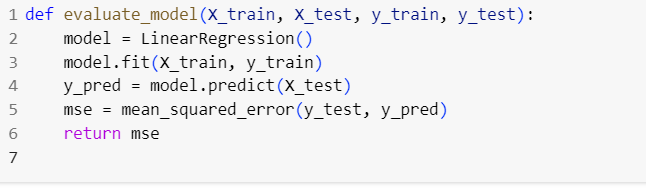 1 def evaluate_model(X_train, X_test, y_train, y_test):
2     model = LinearRegression()
3     model.fit(X_train, y_train)
4     y_pred = model.predict(X_test)
5     mse = mean_squared_error(y_test, y_pred)
6     return mse
7